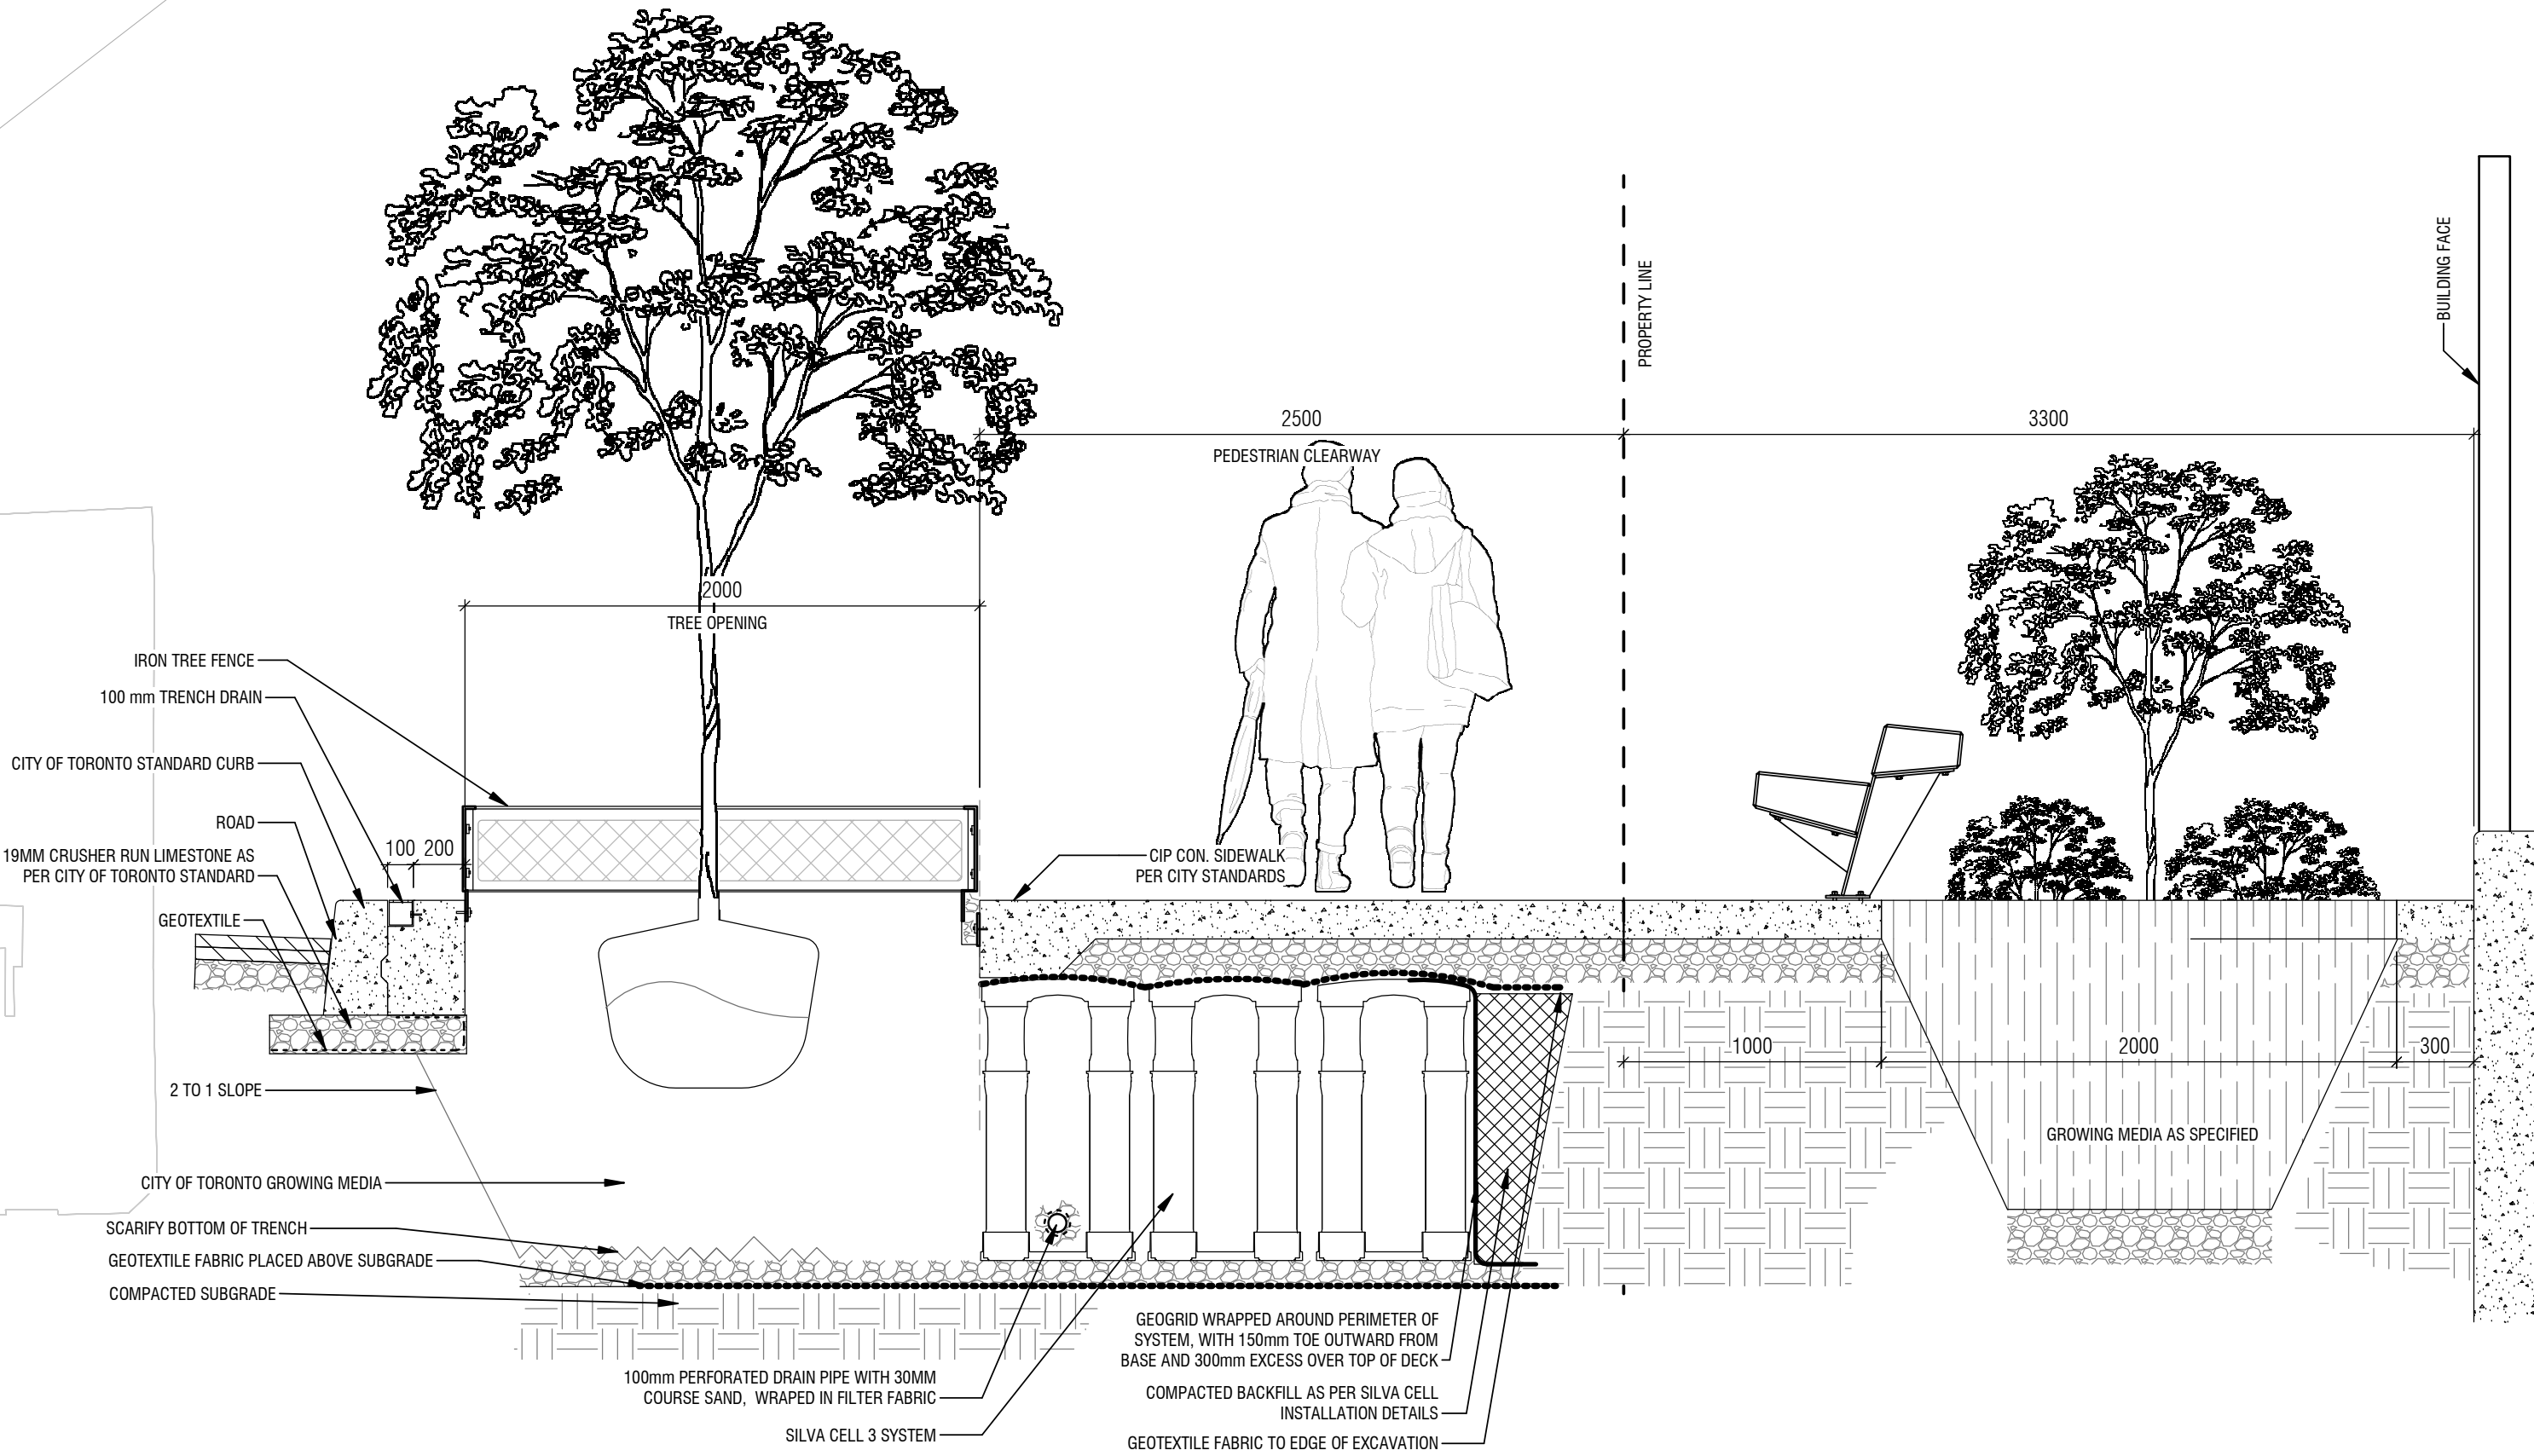 PROPERTY LINE
BUILDING FACE
2500
3300
PEDESTRIAN CLEARWAY
2000
TREE OPENING
IRON TREE FENCE
100 mm TRENCH DRAIN
CITY OF TORONTO STANDARD CURB
ROAD
100
200
19MM CRUSHER RUN LIMESTONE AS
PER CITY OF TORONTO STANDARD
CIP CON. SIDEWALK
PER CITY STANDARDS
GEOTEXTILE
1000
2000
300
2 TO 1 SLOPE
GROWING MEDIA AS SPECIFIED
CITY OF TORONTO GROWING MEDIA
SCARIFY BOTTOM OF TRENCH
GEOTEXTILE FABRIC PLACED ABOVE SUBGRADE
COMPACTED SUBGRADE
100mm PERFORATED DRAIN PIPE WITH 30MM
COURSE SAND, WRAPED IN FILTER FABRIC
SILVA CELL 3 SYSTEM
GEOGRID WRAPPED AROUND PERIMETER OF
SYSTEM, WITH 150mm TOE OUTWARD FROM
BASE AND 300mm EXCESS OVER TOP OF DECK
COMPACTED BACKFILL AS PER SILVA CELL
INSTALLATION DETAILS
GEOTEXTILE FABRIC TO EDGE OF EXCAVATION